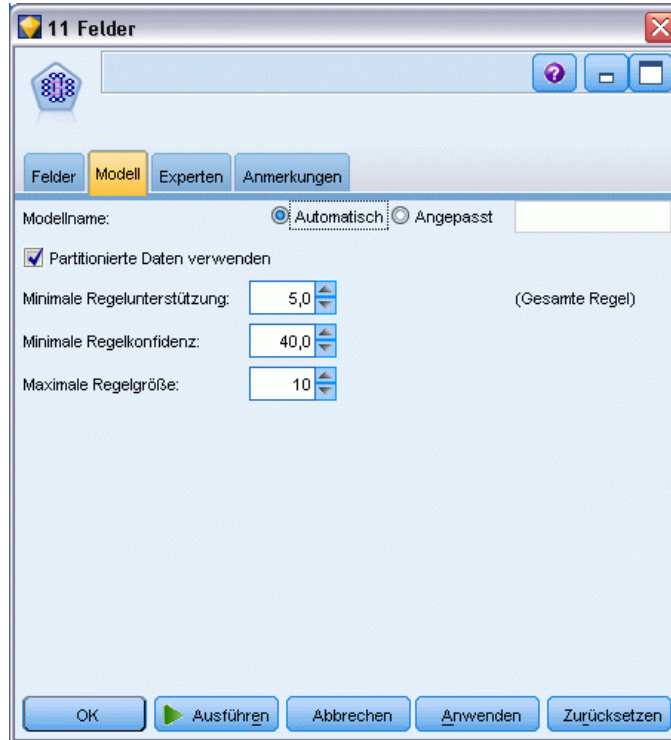 11 Felder
Felder Modell Experten Anmerkungen
Modellname: Automatisch Angepasst
Partitionierte Daten verwenden
Minimale Regelunterstützung: 5,0 (Gesamte Regel)
Minimale Regelkonfidenz: 40,0
Maximale Regelgröße: 10
OK Ausführen Abbrechen Anwenden Zurücksetzen